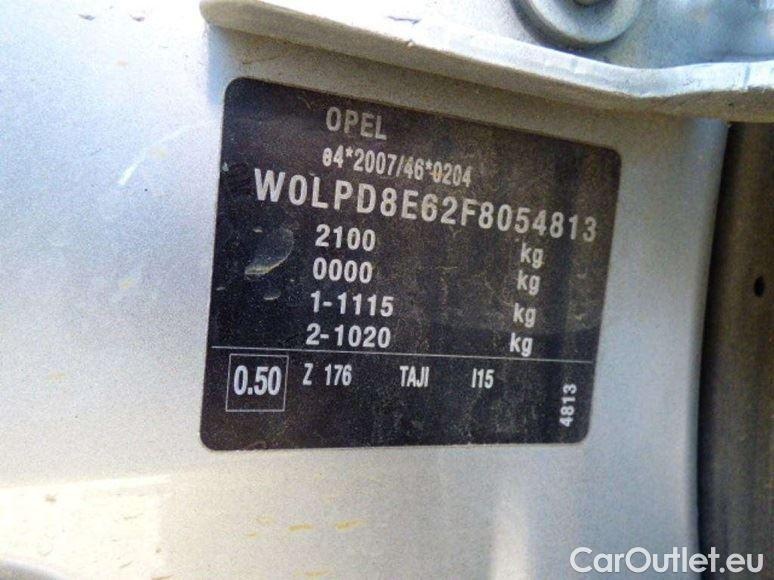 OPEL
e4*2007/46*0204
W0LPD8E62F8054813
2100 kg
0000 kg
1-1115 kg
2-1020 kg
0.50 Z 176 TAJI I15
4813
CarOutlet.eu